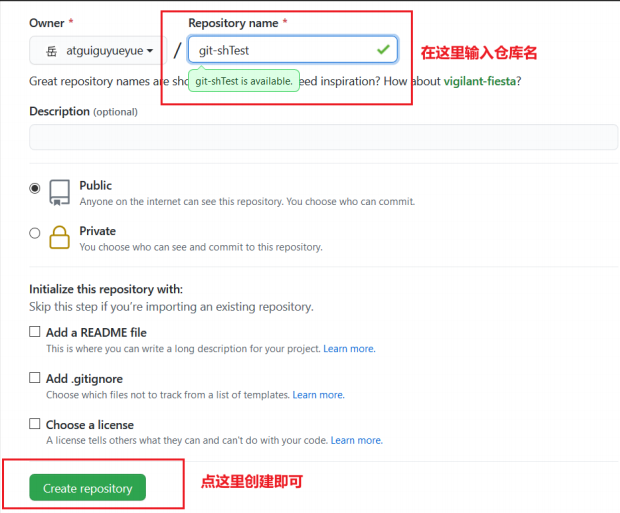 Owner * Repository name *
岳 atguiguyueyue / git-shTest 在这里输入仓库名
Great repository names are sho eed inspiration? How about vigilant-fiesta?
git-shTest is available.
Description (optional)
Public
Anyone on the internet can see this repository. You choose who can commit.
Private
You choose who can see and commit to this repository.
Initialize this repository with:
Skip this step if you're importing an existing repository.
Add a README file
This is where you can write a long description for your project. Learn more.
Add .gitignore
Choose which files not to track from a list of templates. Learn more.
Choose a license
A license tells others what they can and can't do with your code. Learn more.
Create repository 点这里创建即可